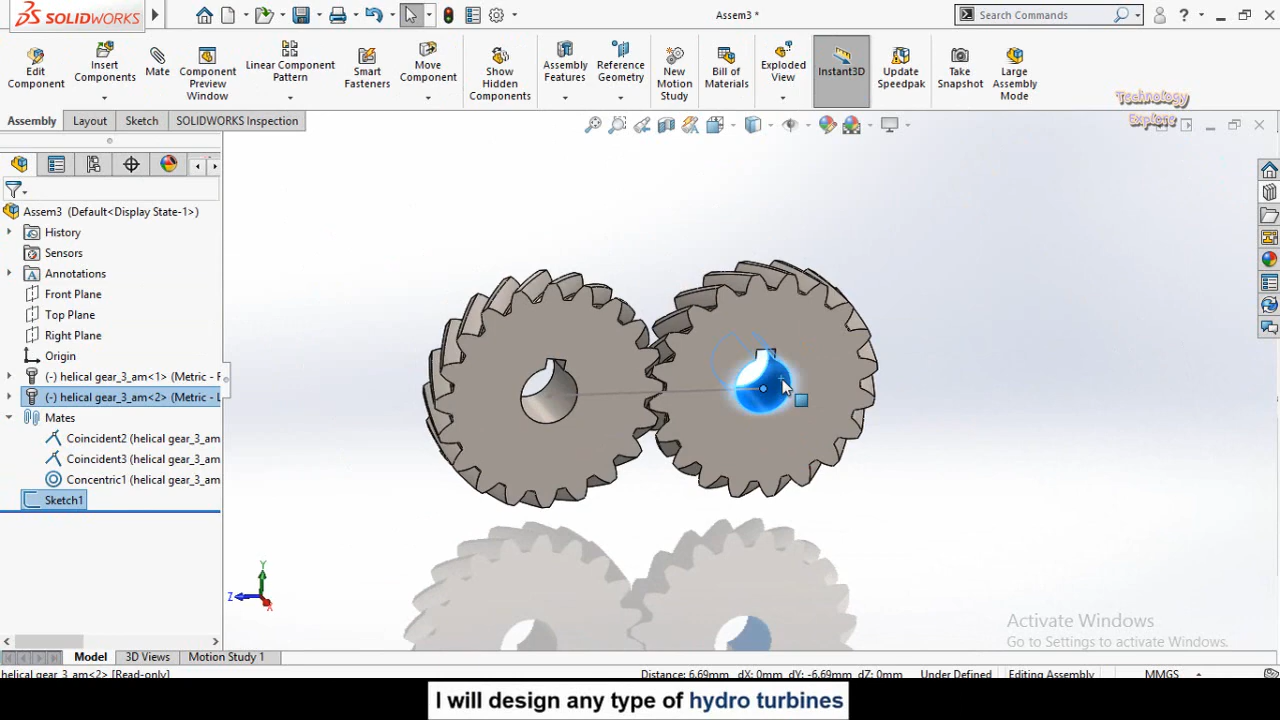 SOLIDWORKS
Assem3 *
Search Commands
Edit Component
Insert Components
Mate
Component Preview Window
Linear Component Pattern
Smart Fasteners
Move Component
Show Hidden Components
Assembly Features
Reference Geometry
New Motion Study
Bill of Materials
Exploded View
Instant3D
Update Speedpak
Take Snapshot
Large Assembly Mode
Technology
Explore
Assembly
Layout
Sketch
SOLIDWORKS Inspection
Assem3 (Default<Display State-1>)
History
Sensors
Annotations
Front Plane
Top Plane
Right Plane
Origin
(-) helical gear_3_am<1> (Metric - R
(-) helical gear_3_am<2> (Metric - L
Mates
Coincident2 (helical gear_3_am
Coincident3 (helical gear_3_am
Concentric1 (helical gear_3_am
Sketch1
Y
Z
X
Activate Windows
Go to Settings to activate Windows.
Model
3D Views
Motion Study 1
helical gear_3_am<2> [Read-only]
Distance: 6.69mm dX: 0mm dY: -6.69mm dZ: 0mm
Under Defined
Editing Assembly
MMGS
I will design any type of hydro turbines